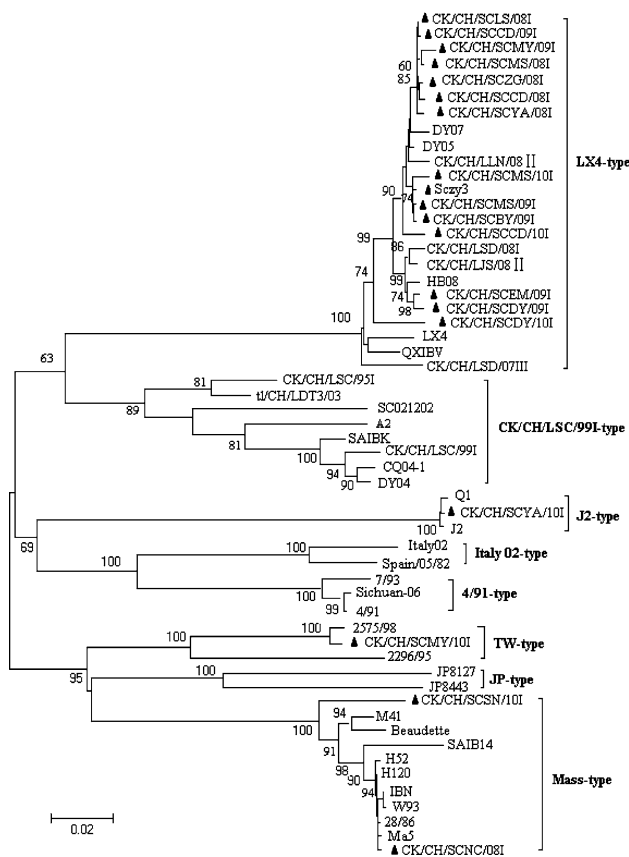 CK/CH/SCLS/08I
CK/CH/SCCD/09I
CK/CH/SCMY/09I
60
CK/CH/SCMS/08I
85
CK/CH/SCZG/08I
CK/CH/SCCD/08I
CK/CH/SCYA/08I
DY07
DY05
CK/CH/LLN/08II
LX4-type
CK/CH/SCMS/10I
90
Sczy3
74
CK/CH/SCMS/09I
CK/CH/SCBY/09I
CK/CH/SCCD/10I
99
86
CK/CH/LSD/08I
CK/CH/LJS/08II
74
99
HB08
74
CK/CH/SCEM/09I
98
CK/CH/SCDY/09I
100
CK/CH/SCDY/10I
LX4
QXIBV
63
CK/CH/LSD/07III
81
CK/CH/LSC/95I
tl/CH/LDT3/03
89
SC021202
A2
CK/CH/LSC/99I-type
81
SAIBK
100
CK/CH/LSC/99I
94
CQ04-1
90
DY04
Q1
CK/CH/SCYA/10I
J2-type
100
J2
69
100
Italy02
Italy 02-type
100
Spain/05/82
7/93
100
Sichuan-06
4/91-type
99
4/91
100
2575/98
100
CK/CH/SCMY/10I
TW-type
2296/95
95
100
JP8127
JP-type
JP8443
CK/CH/SCSN/10I
100
94
M41
Beaudette
91
SAIB14
98
H52
90
H120
Mass-type
94
IBN
W93
28/86
Ma5
CK/CH/SCNC/08I
0.02